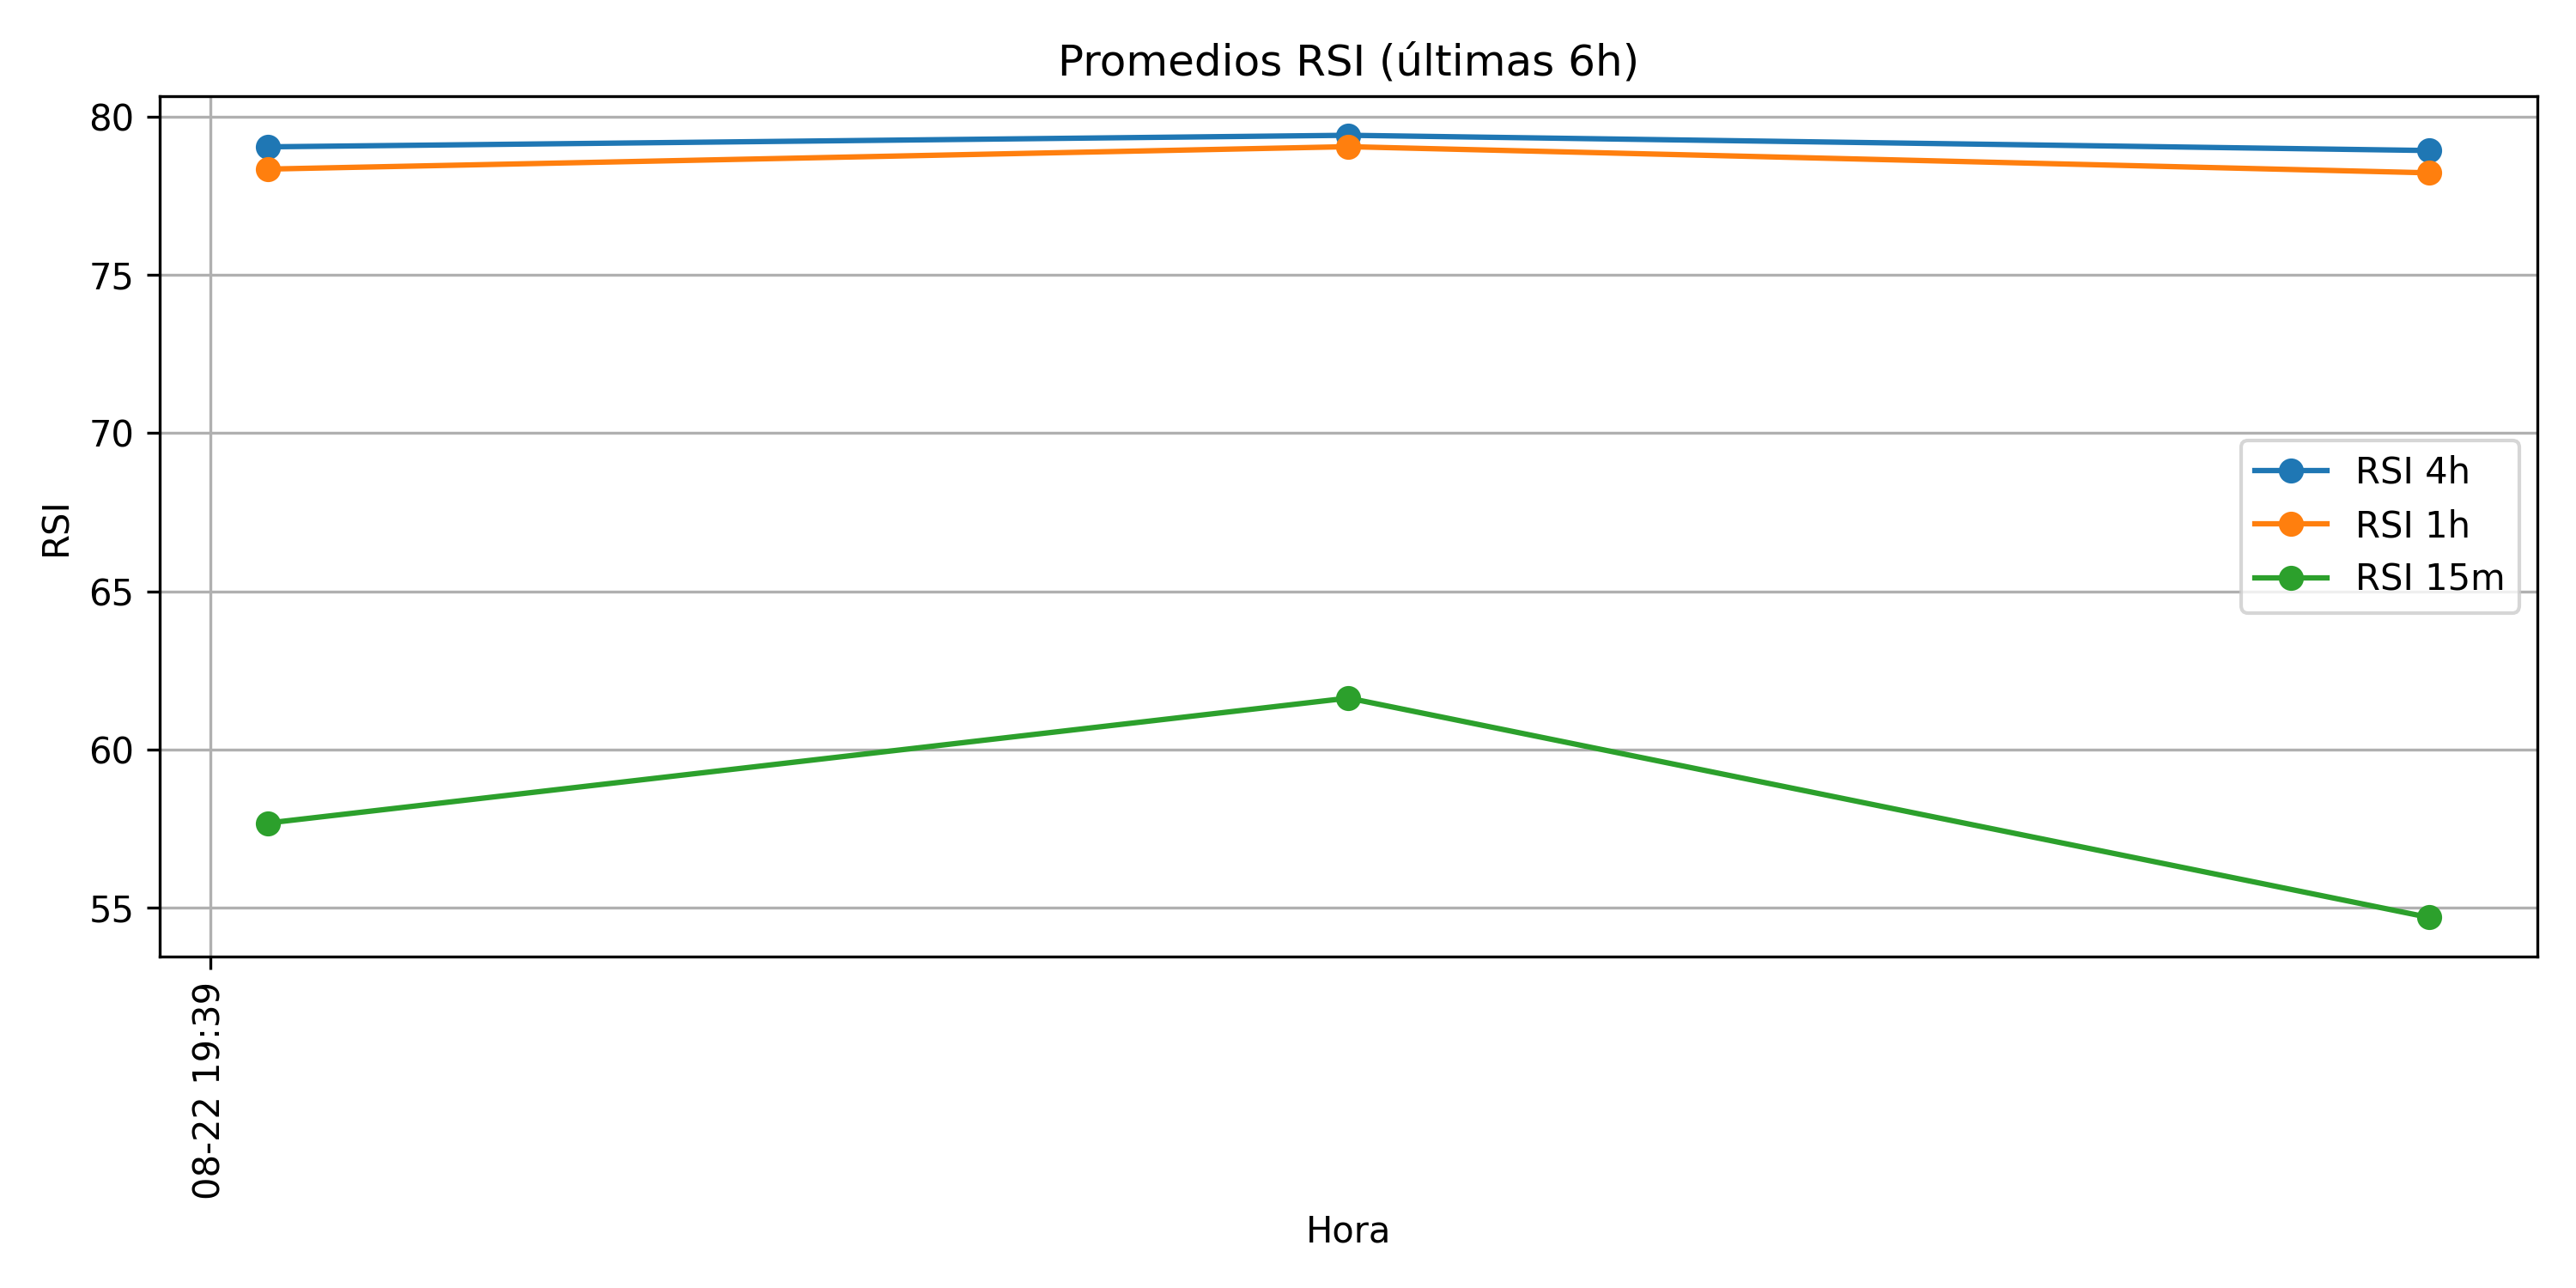 Promedios RSI (últimas 6h)
80
75
70
65
60
55
RSI
RSI 4h
RSI 1h
RSI 15m
08-22 19:39
Hora